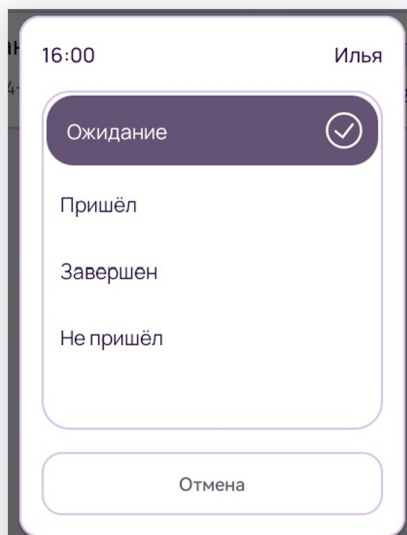 16:00 Илья
Ожидание
Пришёл
Завершен
Не пришёл
Отмена